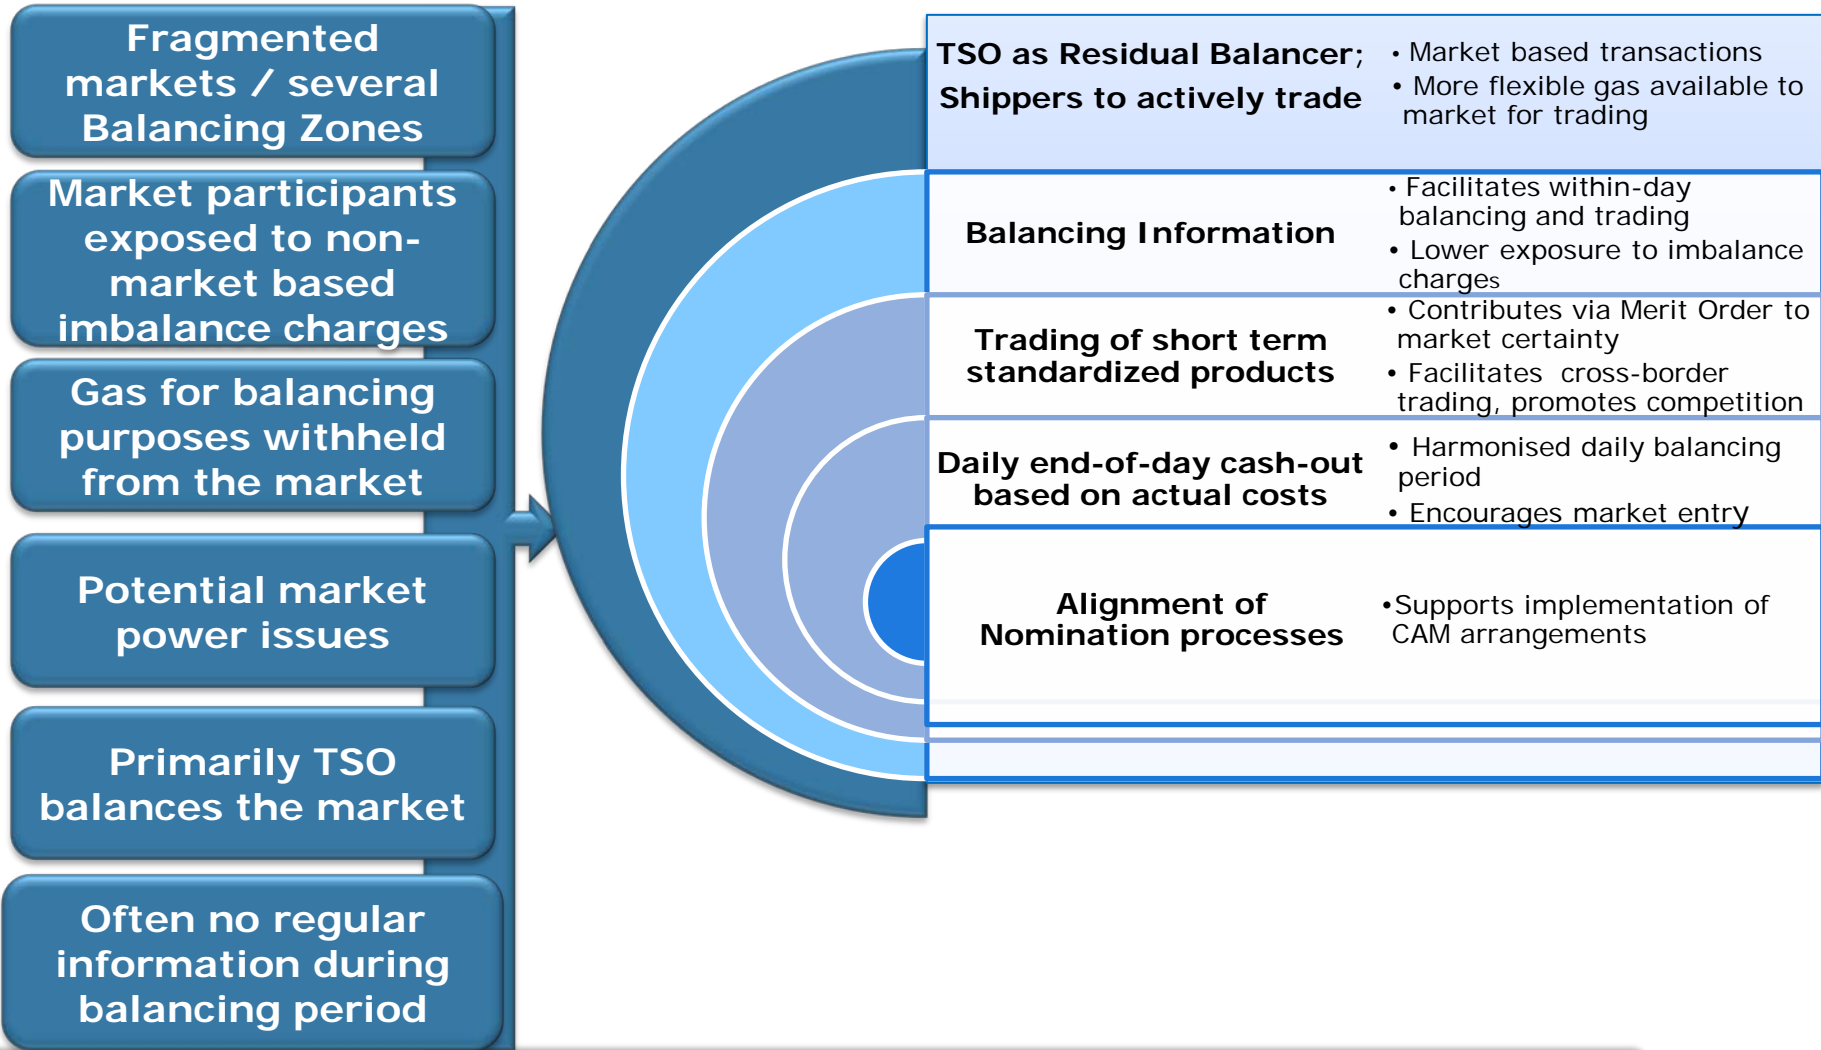 Fragmented
markets / several
Balancing Zones
Market participants
exposed to non-
market based
imbalance charges
Gas for balancing
purposes withheld
from the market
Potential market
power issues
Primarily TSO
balances the market
Often no regular
information during
balancing period
TSO as Residual Balancer;
Shippers to actively trade
• Market based transactions
• More flexible gas available to
market for trading
Balancing Information
• Facilitates within-day
balancing and trading
• Lower exposure to imbalance
charges
Trading of short term
standardized products
• Contributes via Merit Order to
market certainty
• Facilitates cross-border
trading, promotes competition
Daily end-of-day cash-out
based on actual costs
• Harmonised daily balancing
period
• Encourages market entry
Alignment of
Nomination processes
•Supports implementation of
CAM arrangements